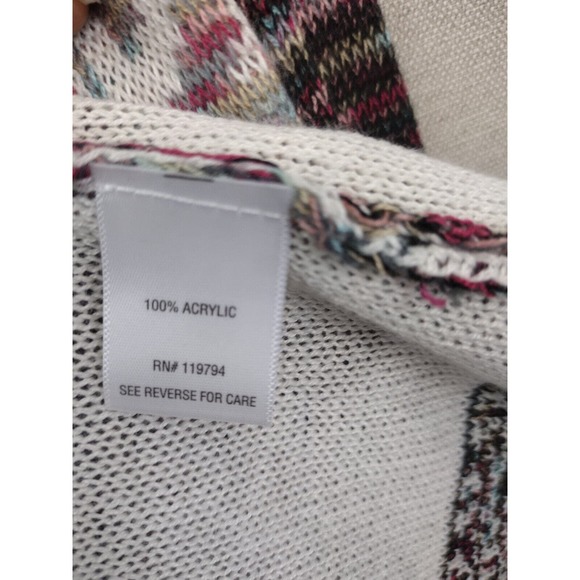 100% ACRYLIC
RN# 119794
SEE REVERSE FOR CARE